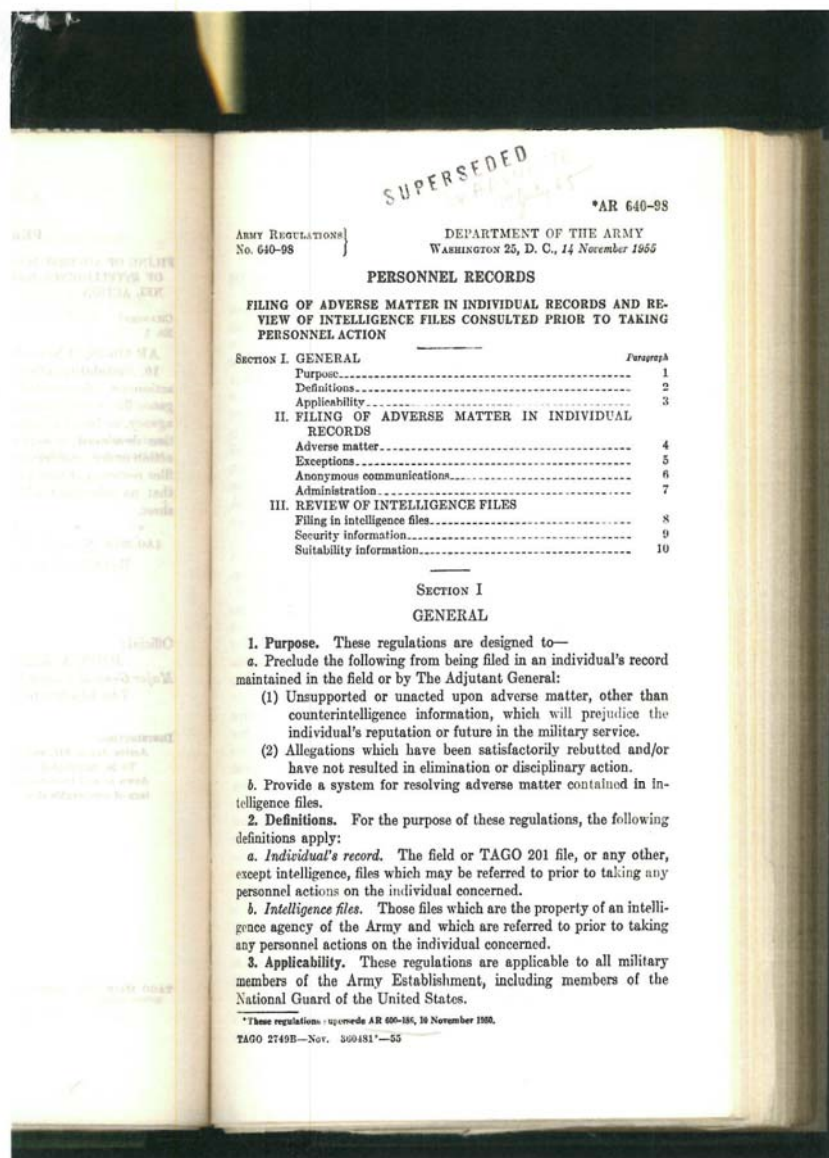 SUPERSEDED
*AR 640-98
ARMY REGULATIONS
No. 640-98
DEPARTMENT OF THE ARMY
WASHINGTON 25, D. C., 14 November 1955
PERSONNEL RECORDS
FILING OF ADVERSE MATTER IN INDIVIDUAL RECORDS AND RE-
VIEW OF INTELLIGENCE FILES CONSULTED PRIOR TO TAKING
PERSONNEL ACTION
SECTION I. GENERAL Paragraph
Purpose 1
Definitions 2
Applicability 3
II. FILING OF ADVERSE MATTER IN INDIVIDUAL
RECORDS
Adverse matter 4
Exceptions 5
Anonymous communications 6
Administration 7
III. REVIEW OF INTELLIGENCE FILES
Filing in intelligence files 8
Security information 9
Suitability information 10
SECTION I
GENERAL
1. Purpose. These regulations are designed to—
a. Preclude the following from being filed in an individual's record
maintained in the field or by The Adjutant General:
(1) Unsupported or unacted upon adverse matter, other than
counterintelligence information, which will prejudice the
individual's reputation or future in the military service.
(2) Allegations which have been satisfactorily rebutted and/or
have not resulted in elimination or disciplinary action.
b. Provide a system for resolving adverse matter contained in in-
telligence files.
2. Definitions. For the purpose of these regulations, the following
definitions apply:
a. Individual's record. The field or TAGO 201 file, or any other,
except intelligence, files which may be referred to prior to taking any
personnel actions on the individual concerned.
b. Intelligence files. Those files which are the property of an intelli-
gence agency of the Army and which are referred to prior to taking
any personnel actions on the individual concerned.
3. Applicability. These regulations are applicable to all military
members of the Army Establishment, including members of the
National Guard of the United States.
*These regulations supersede AR 600-186, 10 November 1950.
TAGO 2749B—Nov. 360481°—55